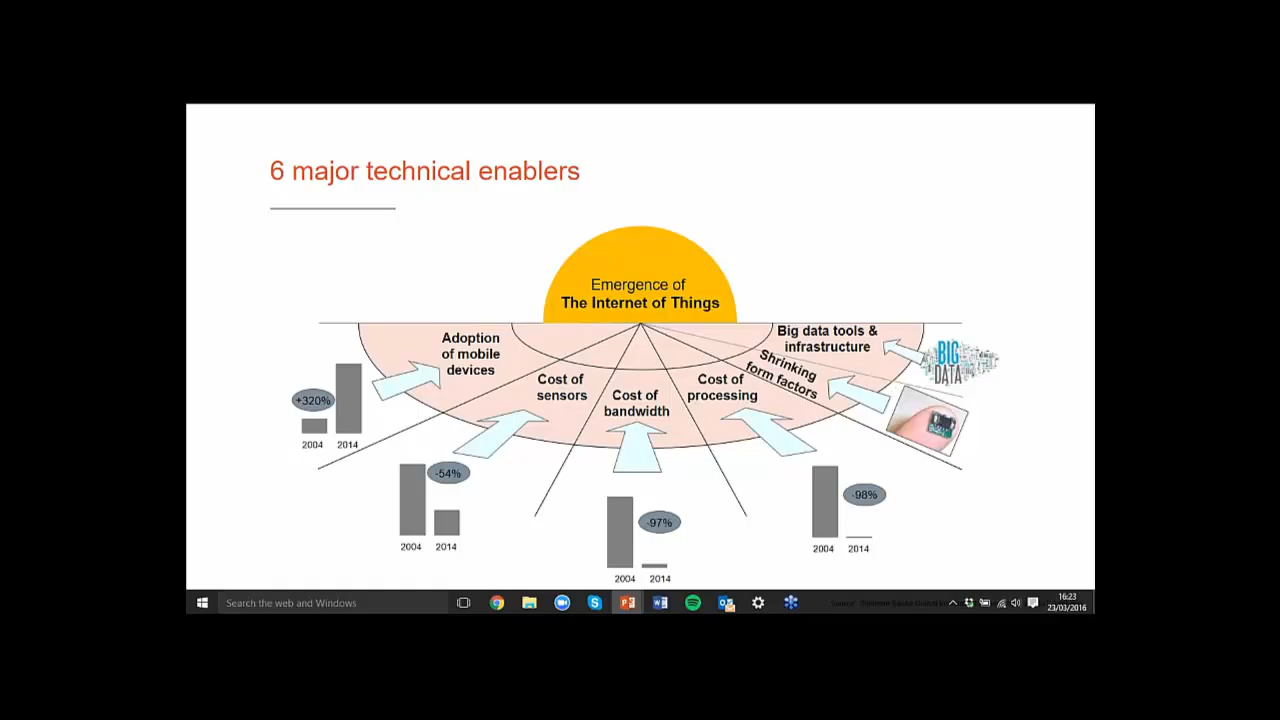 6 major technical enablers
Emergence of
The Internet of Things
Adoption
of mobile
devices
Cost of
sensors
Cost of
bandwidth
Cost of
processing
Shrinking
form factors
Big data tools &
infrastructure
BIG
DATA
+320%
2004 2014
-54%
2004 2014
-97%
2004 2014
-98%
2004 2014
Search the web and Windows
16:23
23/03/2016